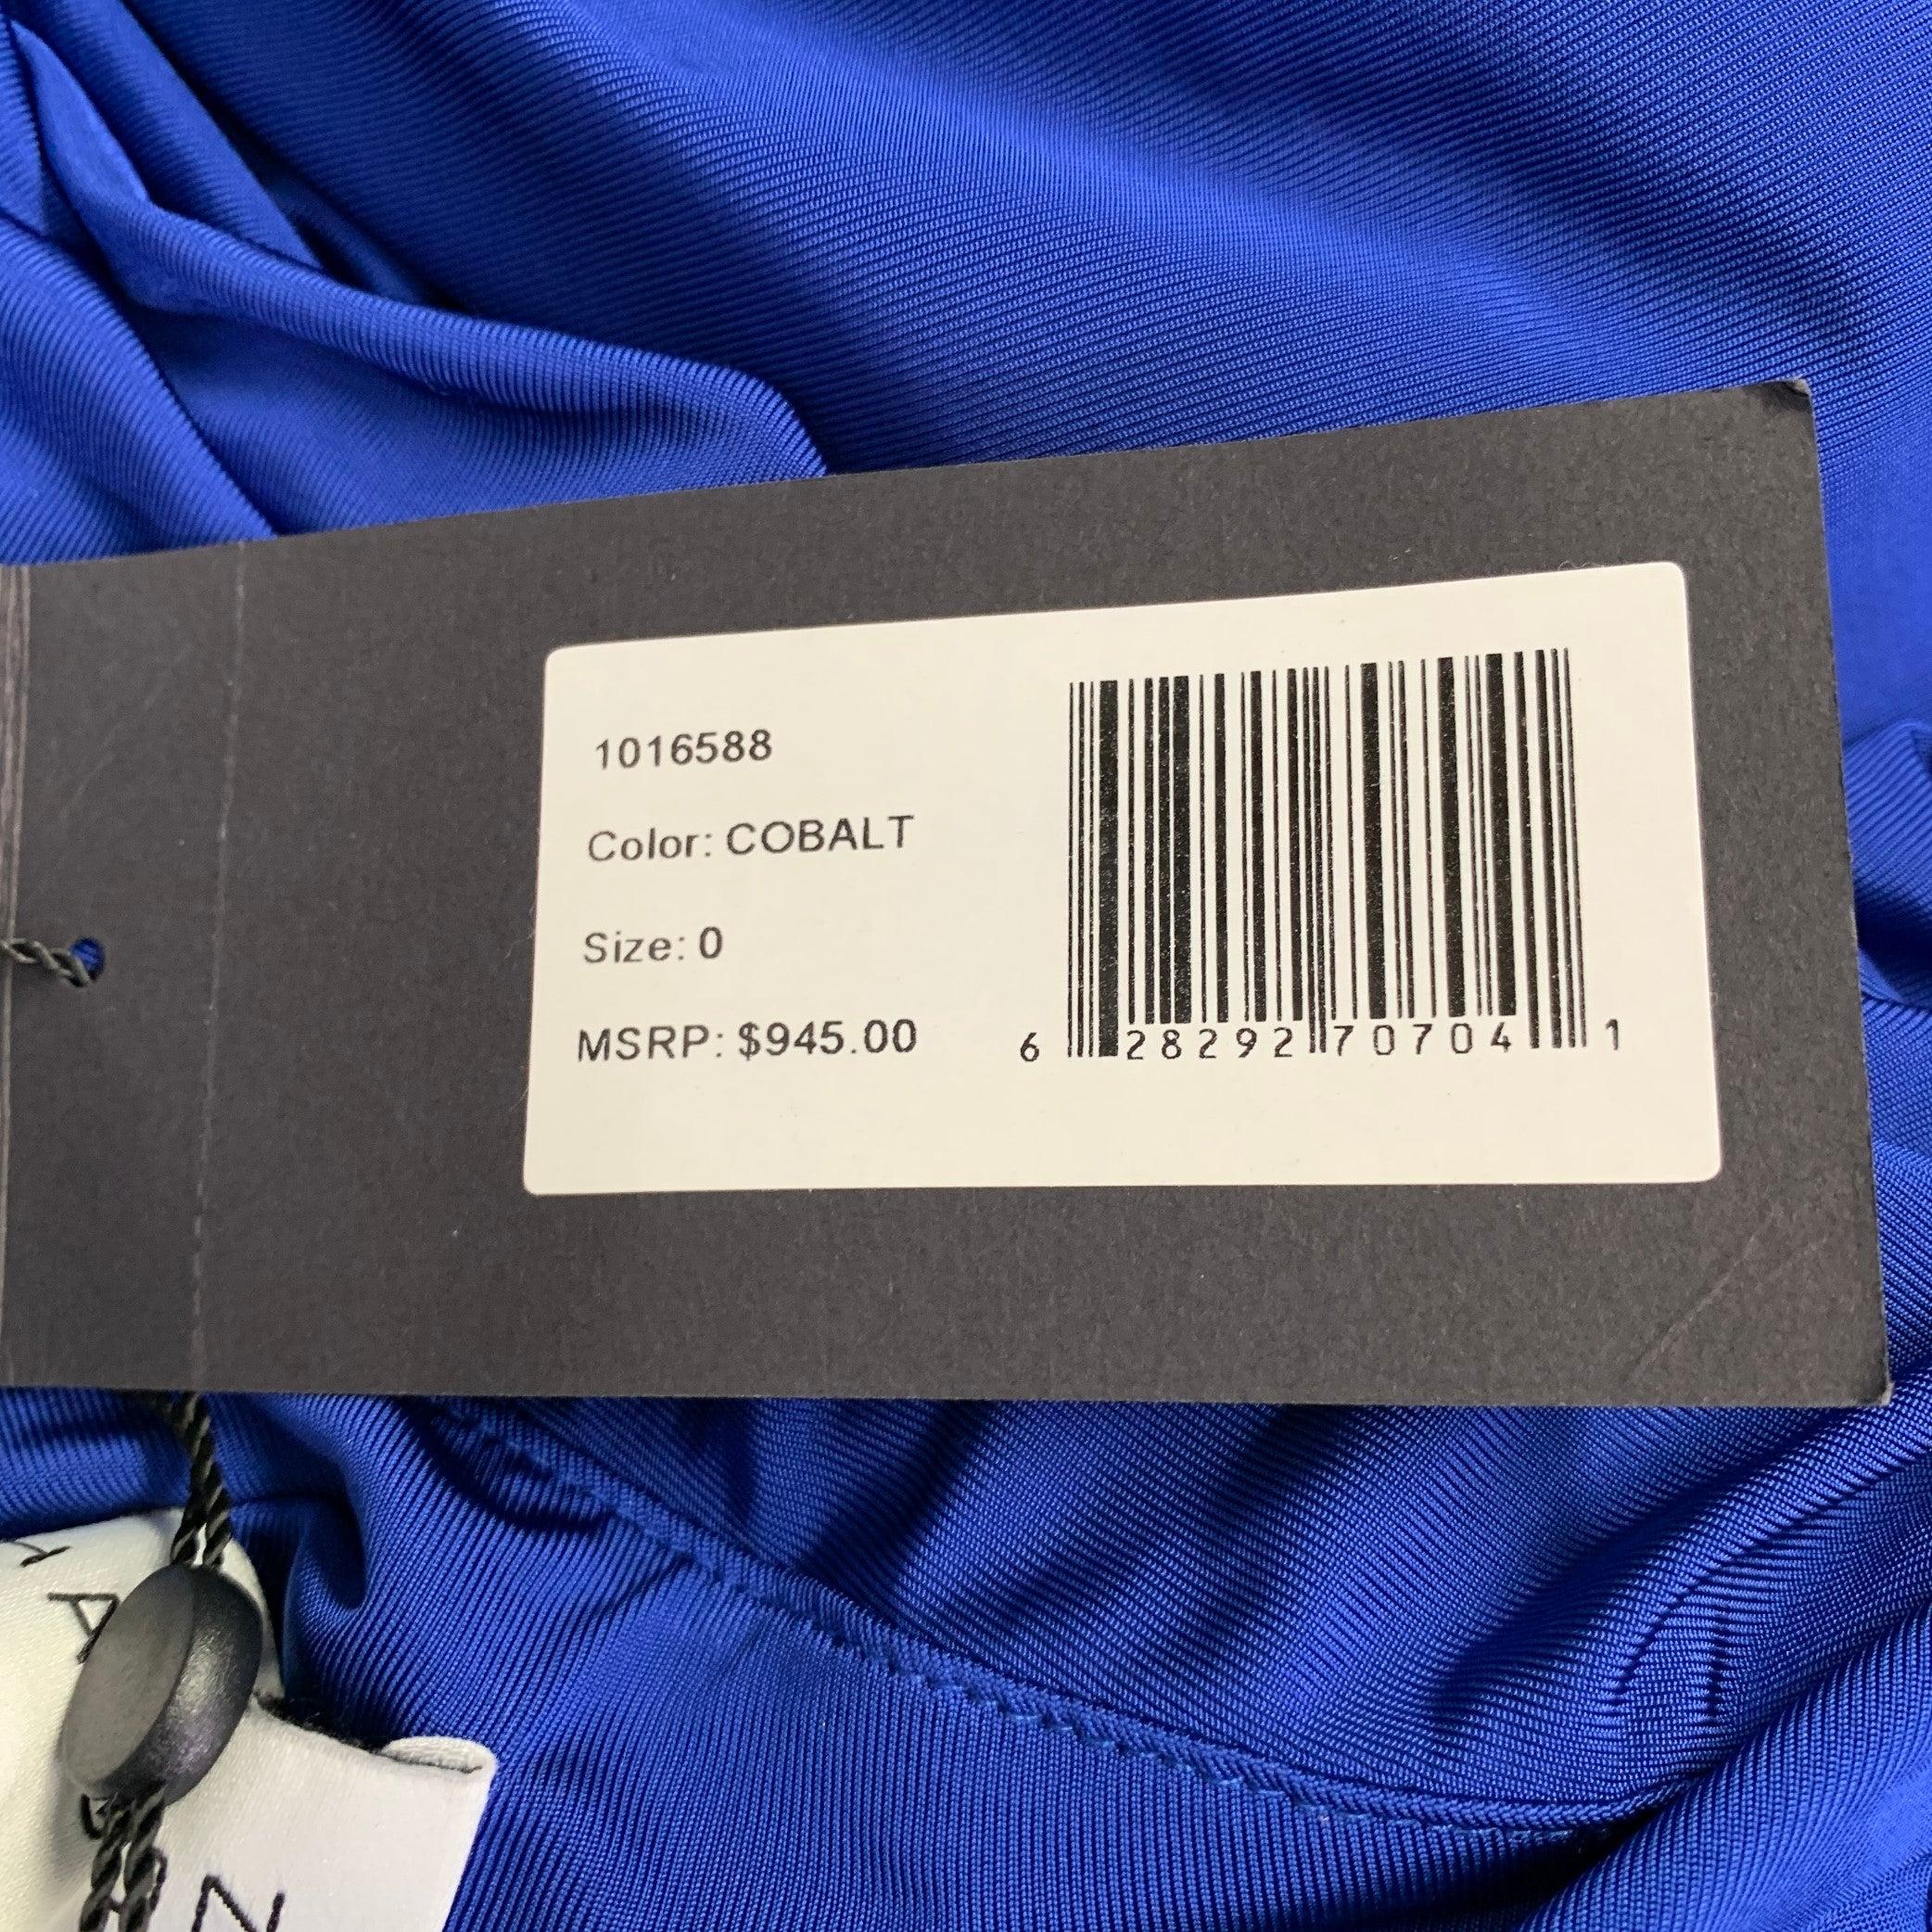 1016588
Color: COBALT
Size: 0
MSRP: $945.00
6 28292 70704 1